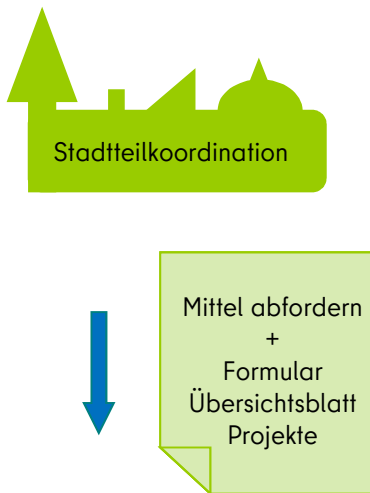 Stadtteilkoordination
Mittel abfordern
+
Formular
Übersichtsblatt
Projekte